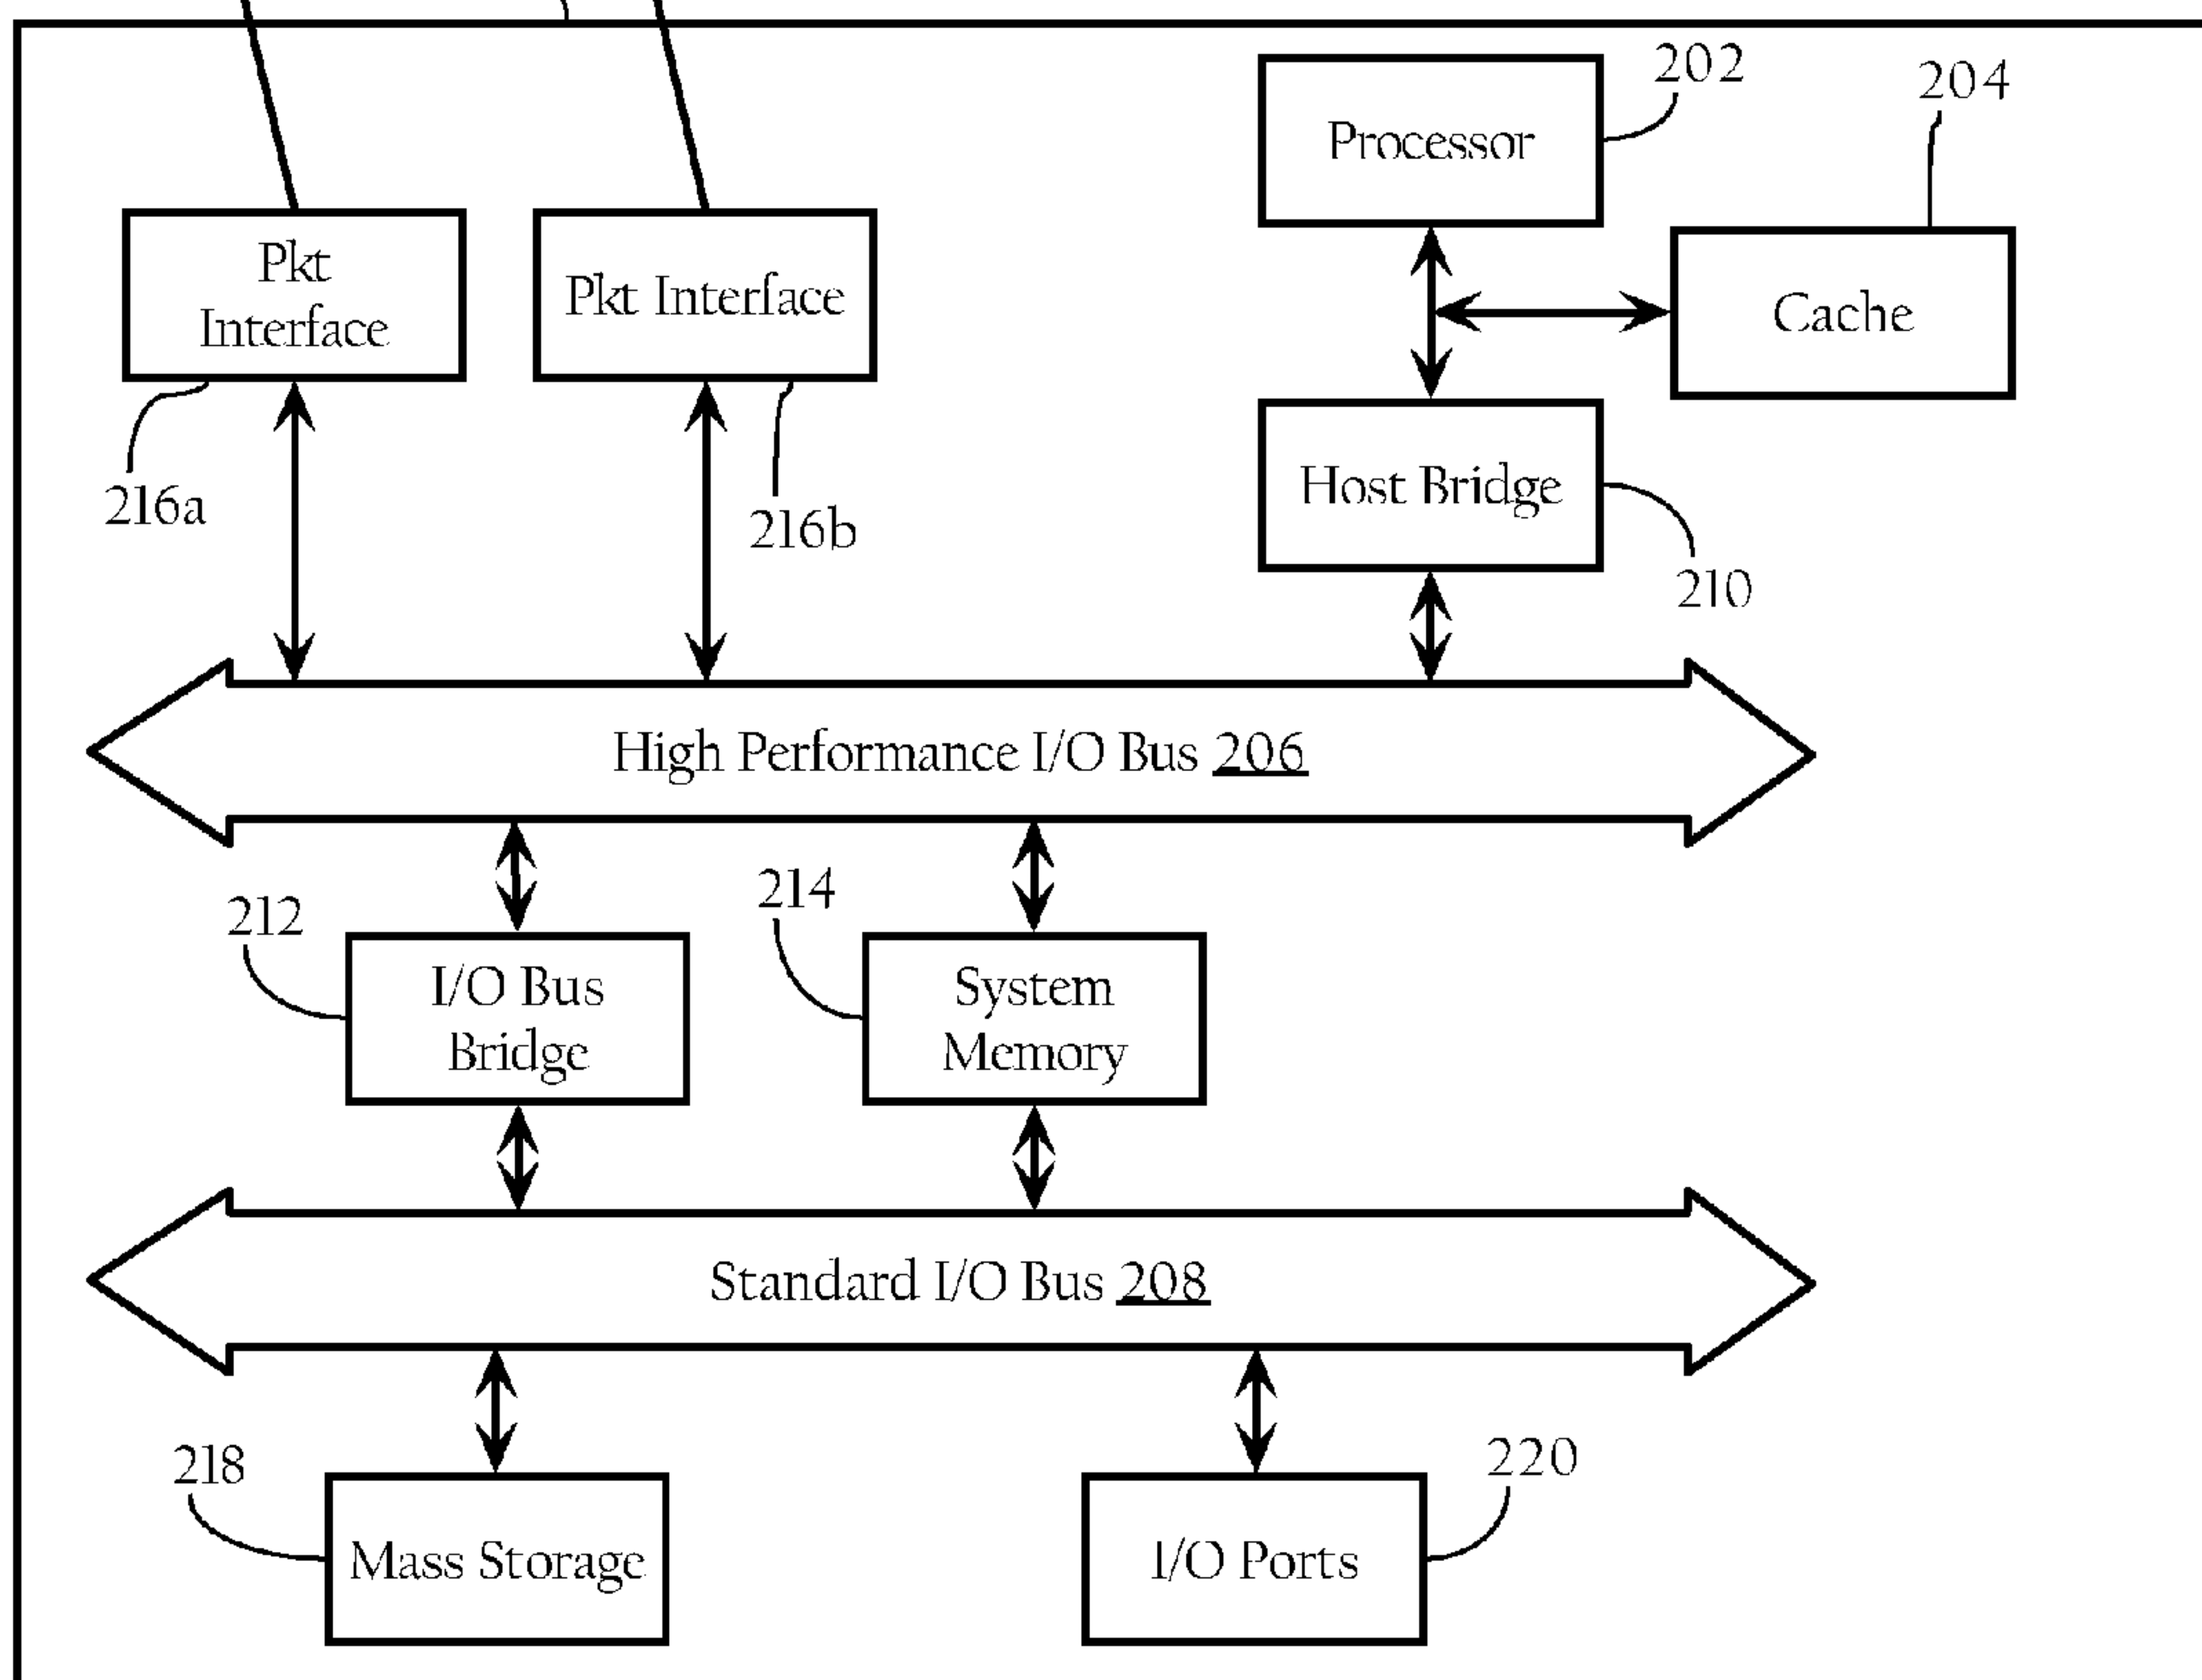 202
204
Processor
Pkt
Interface
Pkt Interface
Cache
216a
216b
Host Bridge
210
High Performance I/O Bus 206
212
214
I/O Bus
Bridge
System
Memory
Standard I/O Bus 208
218
220
Mass Storage
I/O Ports